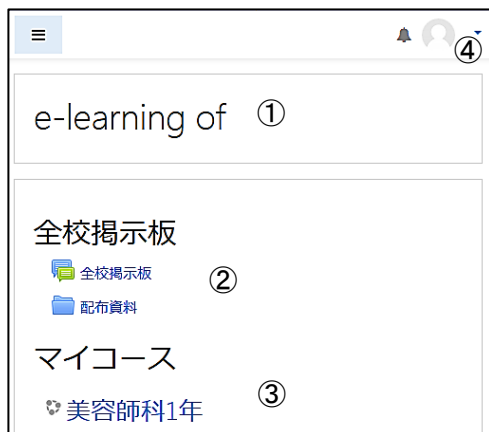 ④
e-learning of ①
全校掲示板
全校掲示板
②
配布資料
マイコース
③
美容師科1年